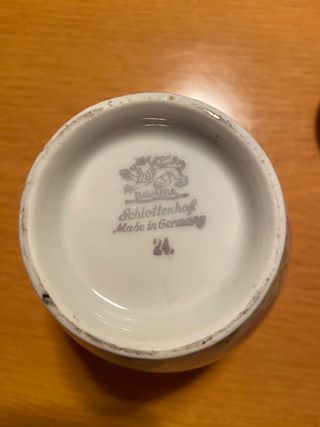 BAVARIA
Schlottenhof
Made in Germany
24.